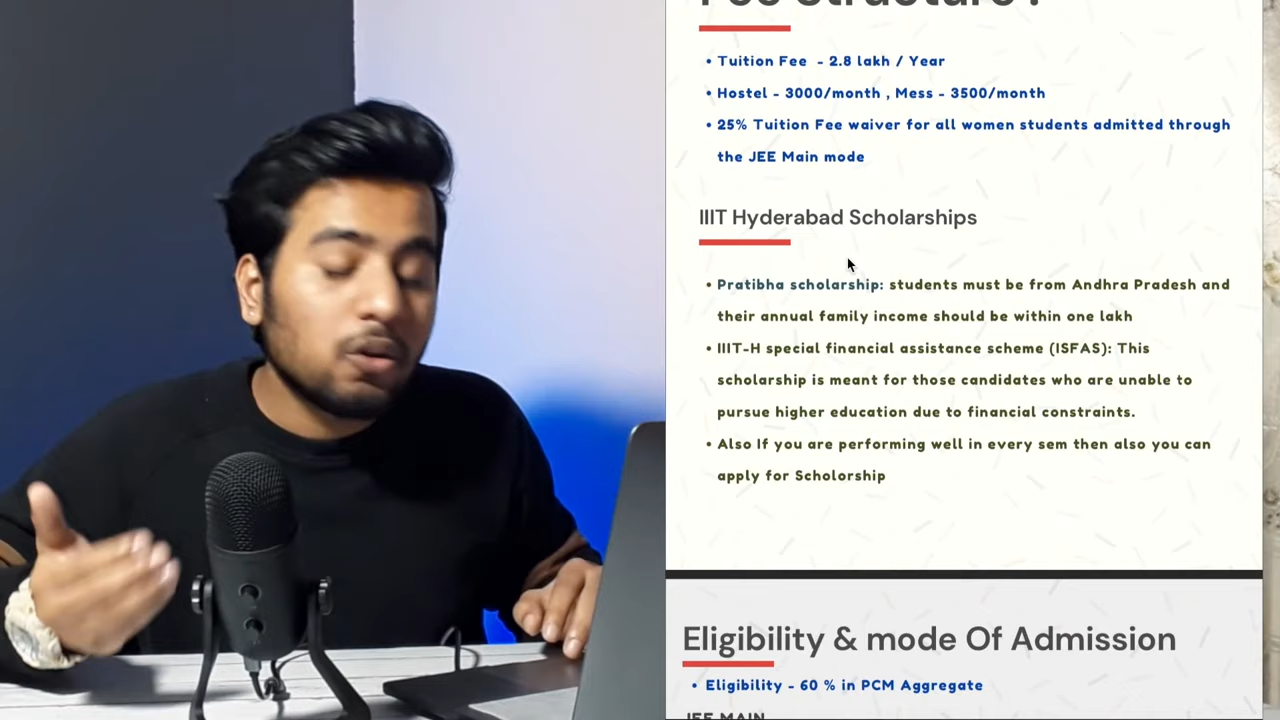 Fee Structure ?
• Tuition Fee - 2.8 lakh / Year
• Hostel - 3000/month , Mess - 3500/month
• 25% Tuition Fee waiver for all women students admitted through
the JEE Main mode
IIIT Hyderabad Scholarships
• Pratibha scholarship: students must be from Andhra Pradesh and
their annual family income should be within one lakh
• IIIT-H special financial assistance scheme (ISFAS): This
scholarship is meant for those candidates who are unable to
pursue higher education due to financial constraints.
• Also If you are performing well in every sem then also you can
apply for Scholorship
Eligibility & mode Of Admission
• Eligibility - 60 % in PCM Aggregate
JEE MAIN